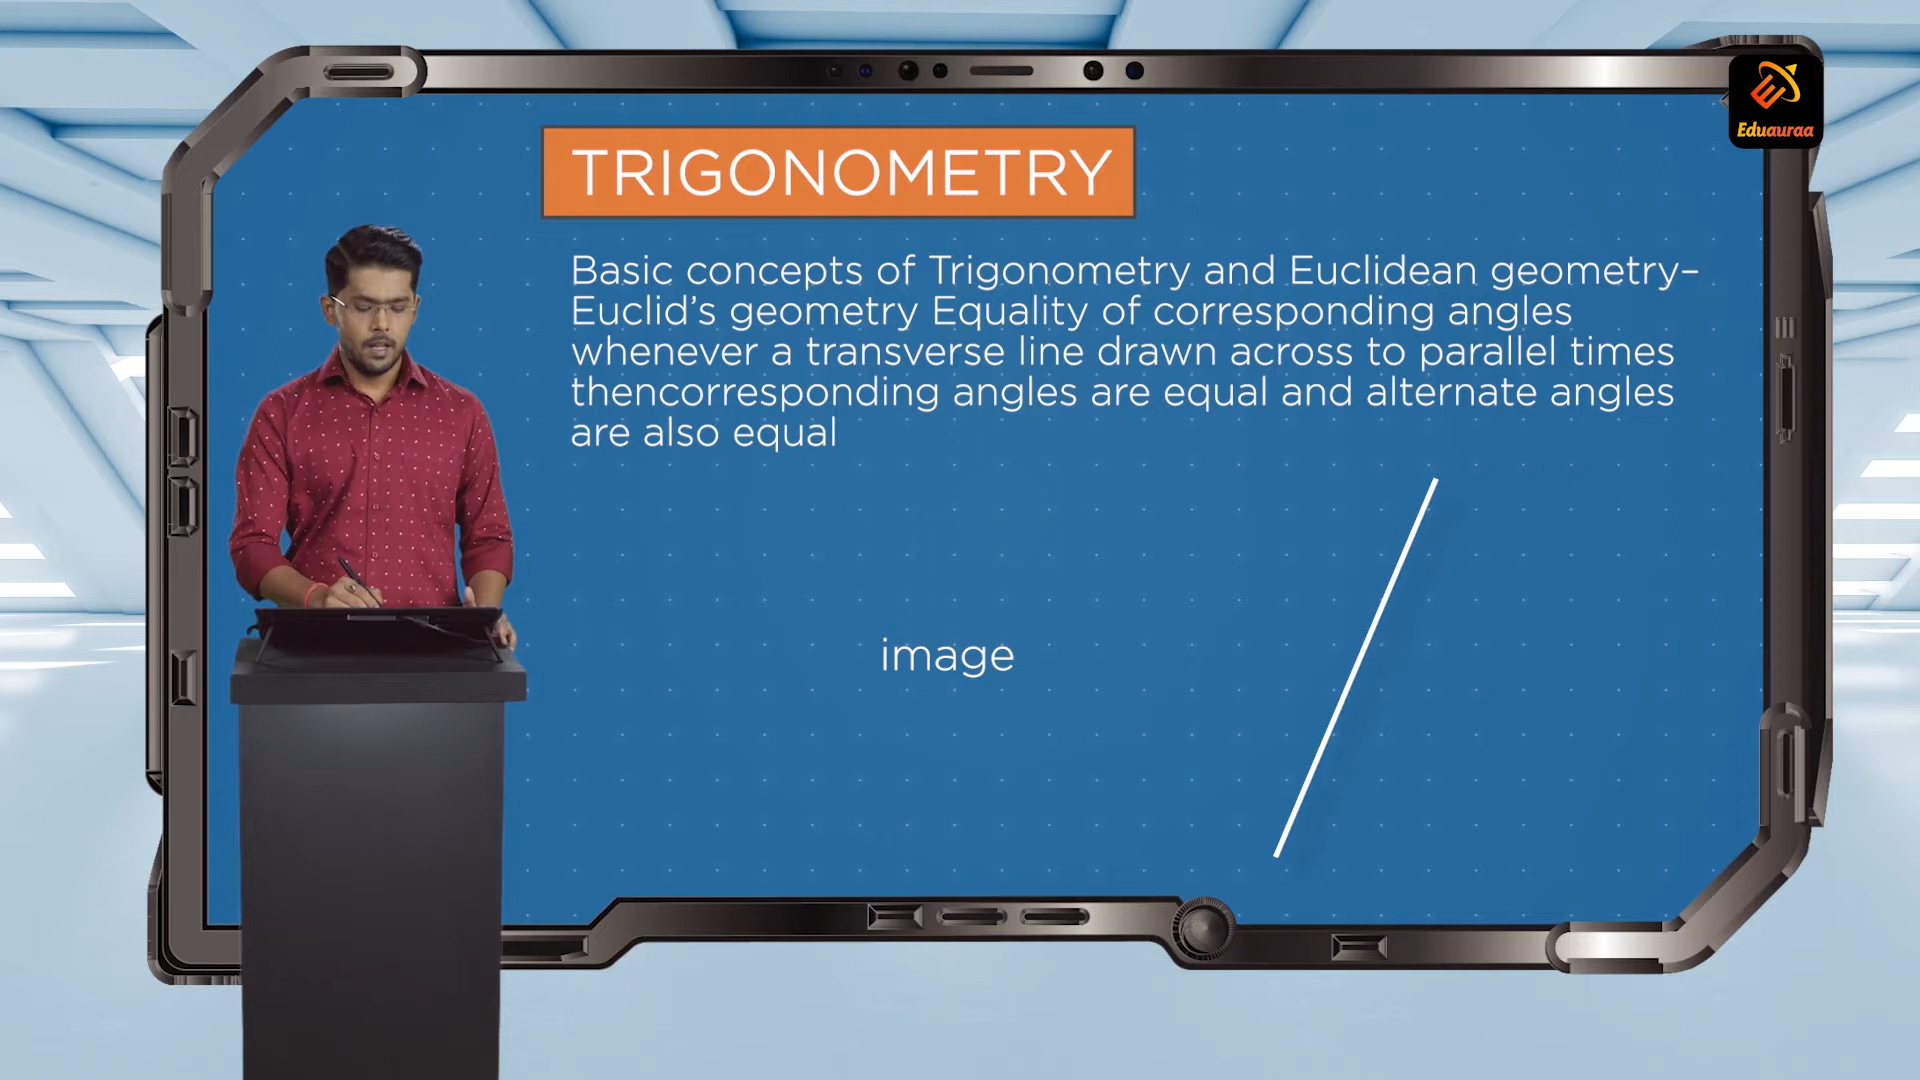 Eduauraa
TRIGONOMETRY
Basic concepts of Trigonometry and Euclidean geometry–
Euclid's geometry Equality of corresponding angles
whenever a transverse line drawn across to parallel times
thencorresponding angles are equal and alternate angles
are also equal
image